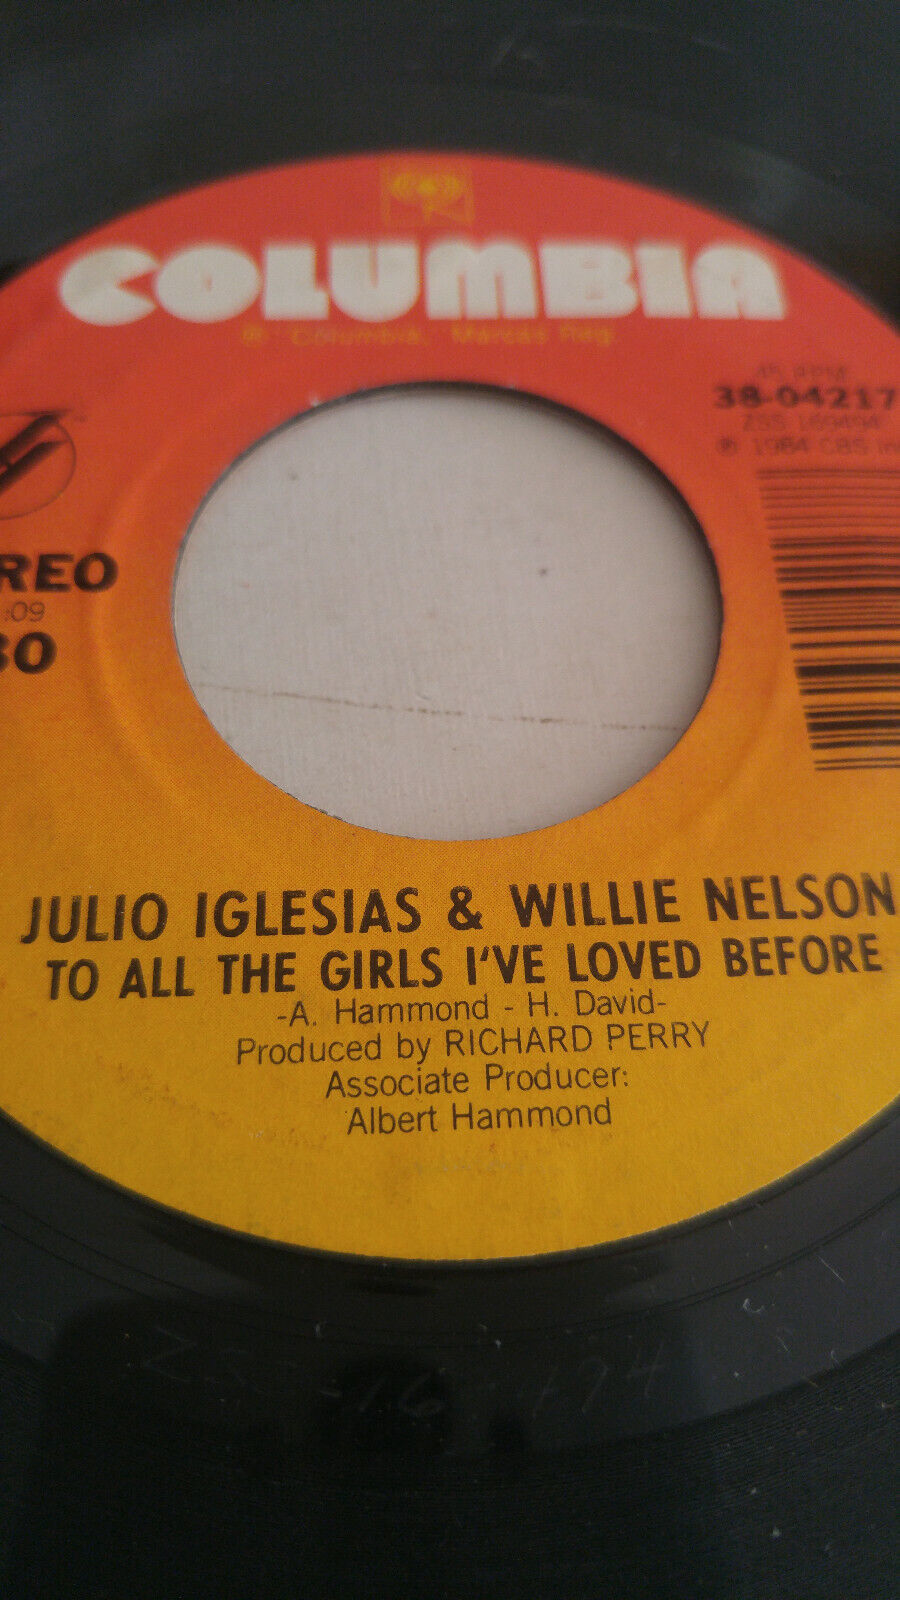 COLUMBIA
® "Columbia," Marcas Reg.
45 RPM
38-04217
ZSS 169494
℗ 1984 CBS In
REO
:09
30
JULIO IGLESIAS & WILLIE NELSON
TO ALL THE GIRLS I'VE LOVED BEFORE
-A. Hammond - H. David-
Produced by RICHARD PERRY
Associate Producer:
Albert Hammond